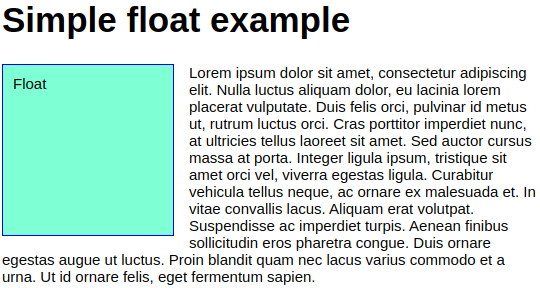 Simple float example
Float
Lorem ipsum dolor sit amet, consectetur adipiscing
elit. Nulla luctus aliquam dolor, eu lacinia lorem
placerat vulputate. Duis felis orci, pulvinar id metus
ut, rutrum luctus orci. Cras porttitor imperdiet nunc,
at ultricies tellus laoreet sit amet. Sed auctor cursus
massa at porta. Integer ligula ipsum, tristique sit
amet orci vel, viverra egestas ligula. Curabitur
vehicula tellus neque, ac ornare ex malesuada et. In
vitae convallis lacus. Aliquam erat volutpat.
Suspendisse ac imperdiet turpis. Aenean finibus
sollicitudin eros pharetra congue. Duis ornare
egestas augue ut luctus. Proin blandit quam nec lacus varius commodo et a
urna. Ut id ornare felis, eget fermentum sapien.